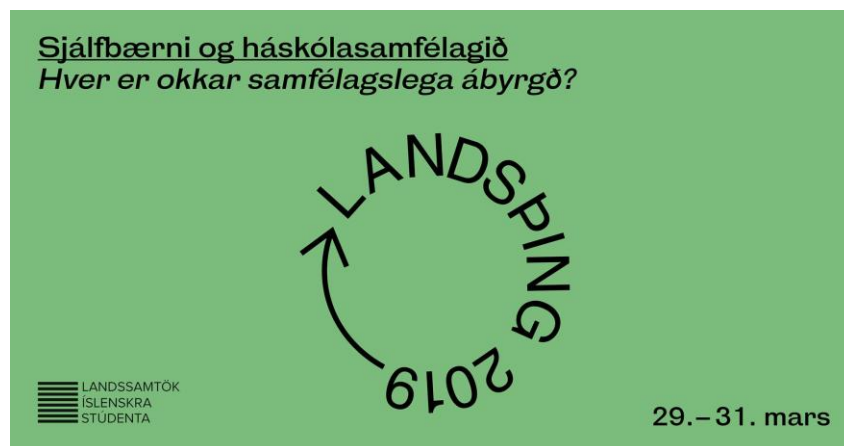 Sjálfbærni og háskólasamfélagið
Hver er okkar samfélagslega ábyrgð?
LANDSÞING 2019
LANDSSAMTÖK
ÍSLENSKRA
STÚDENTA
29.–31. mars